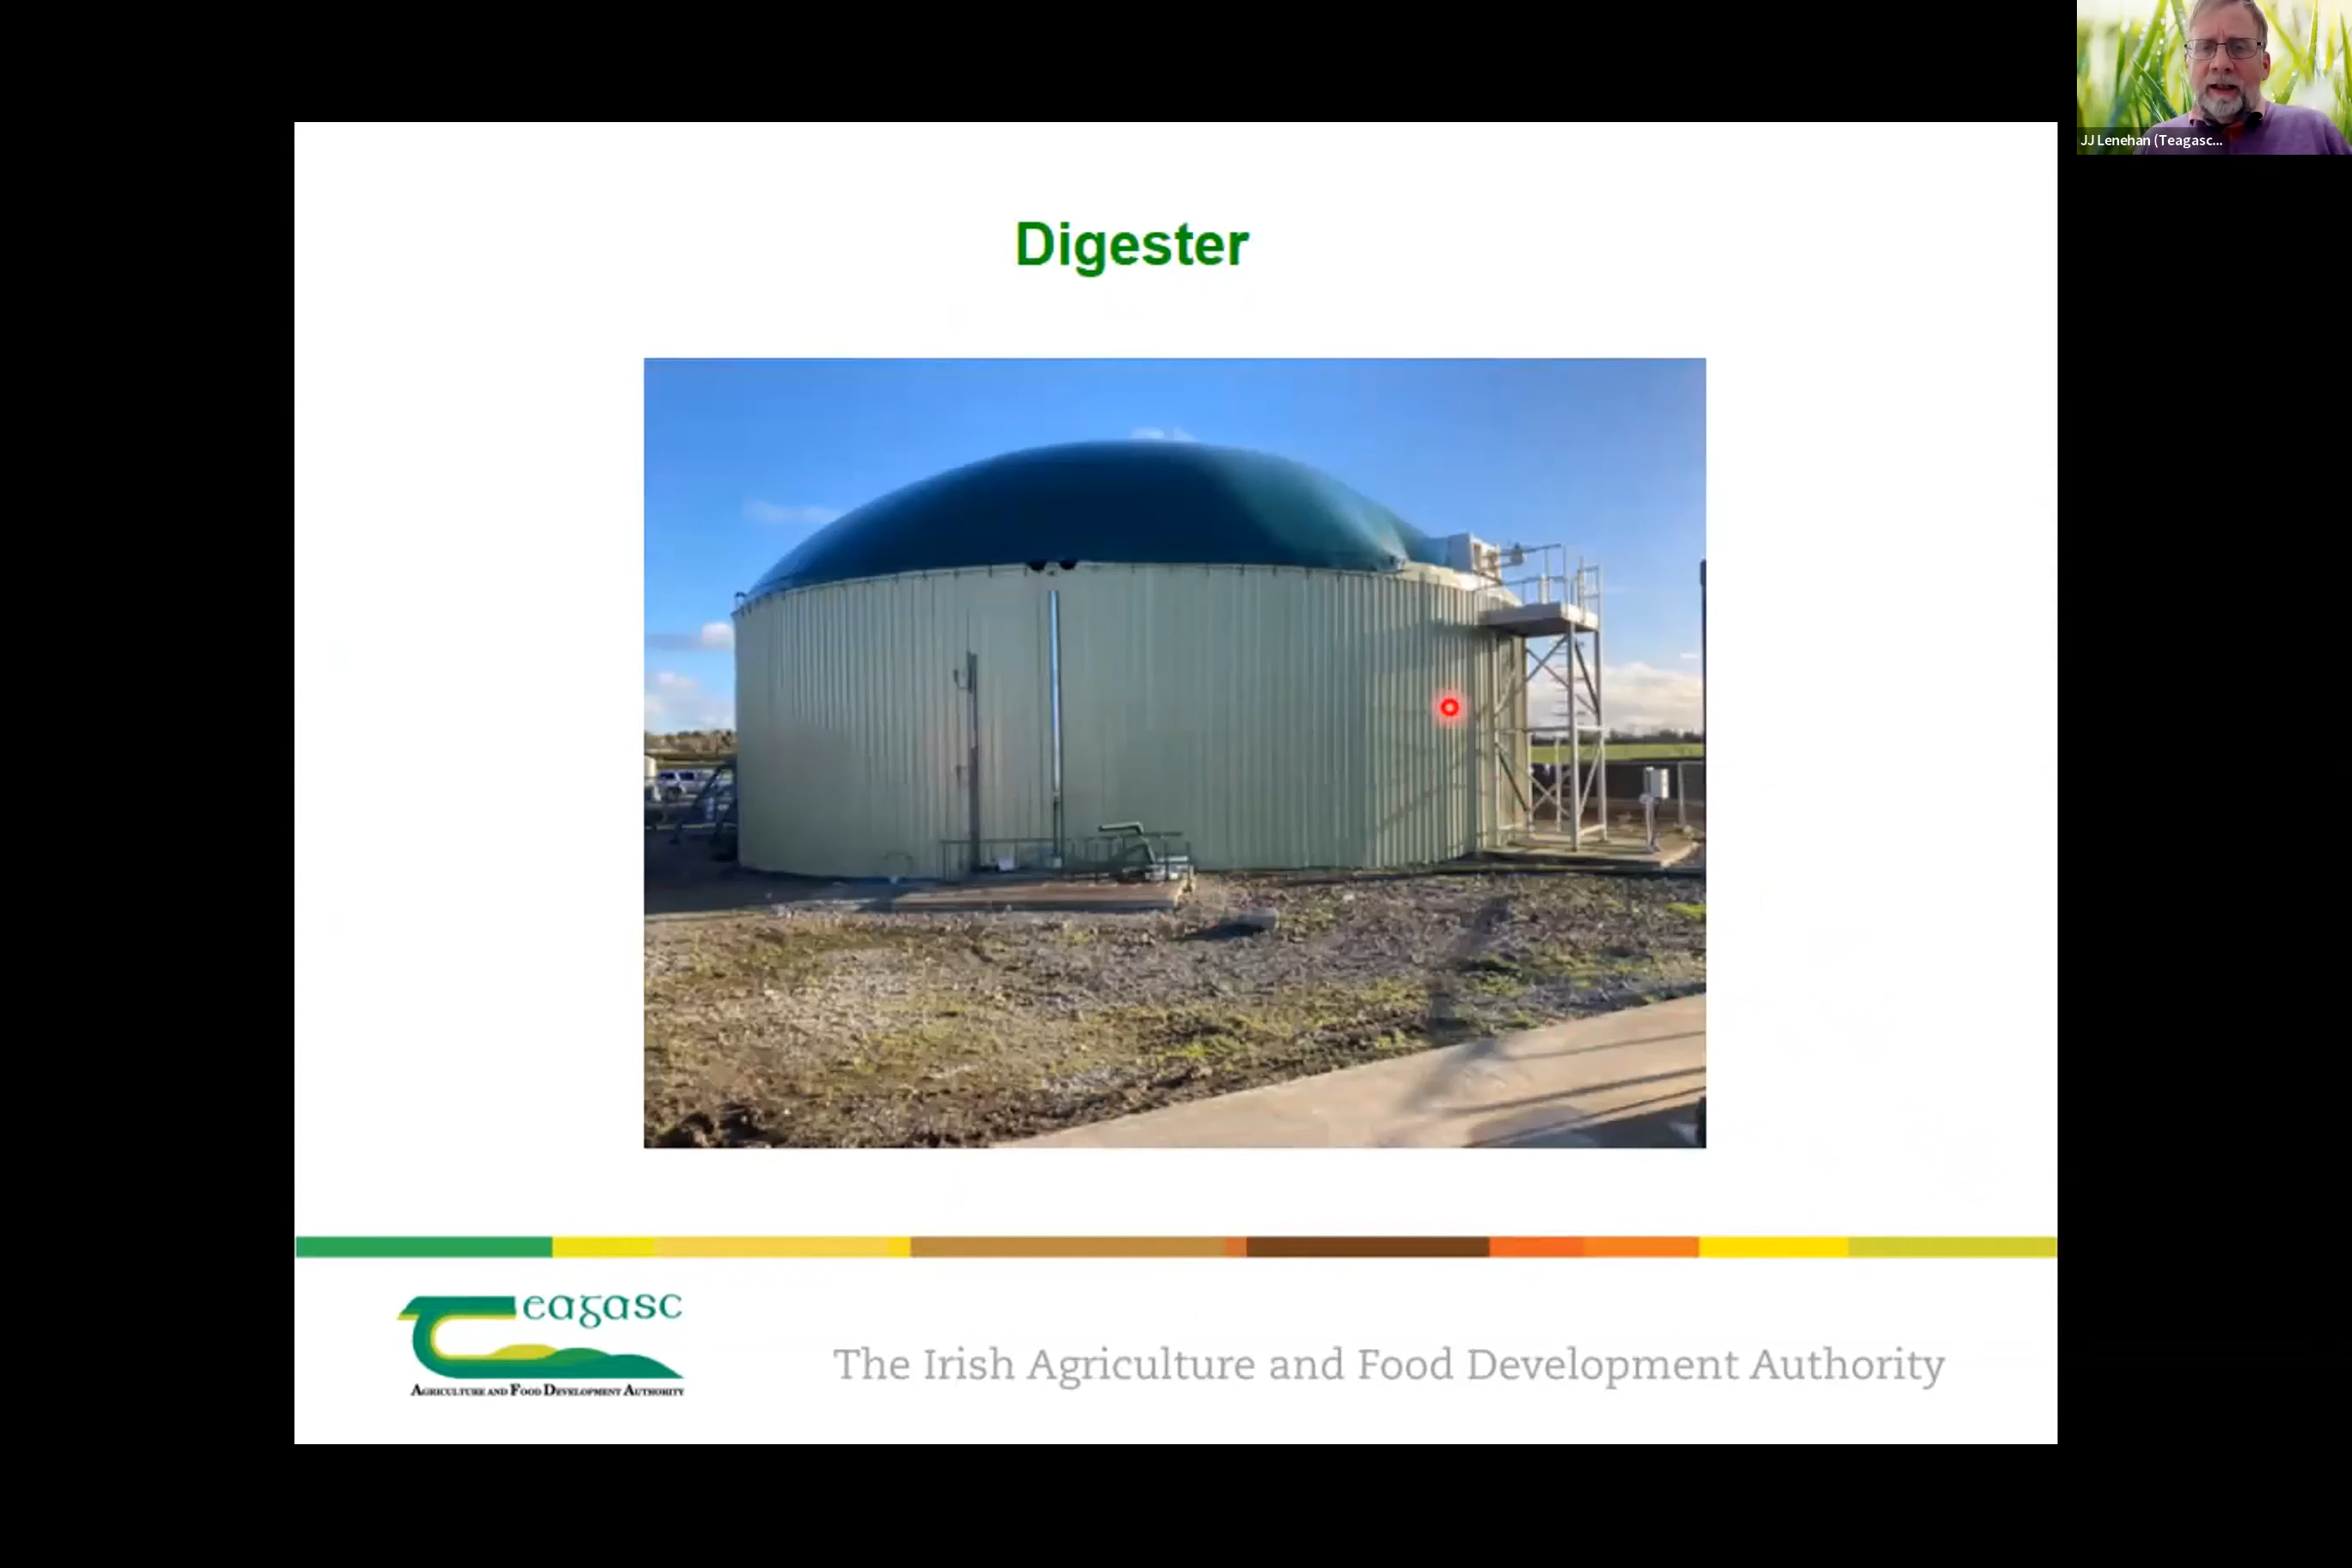 JJ Lenehan (Teagasc...
Digester
eagasc
AGRICULTURE AND FOOD DEVELOPMENT AUTHORITY
The Irish Agriculture and Food Development Authority